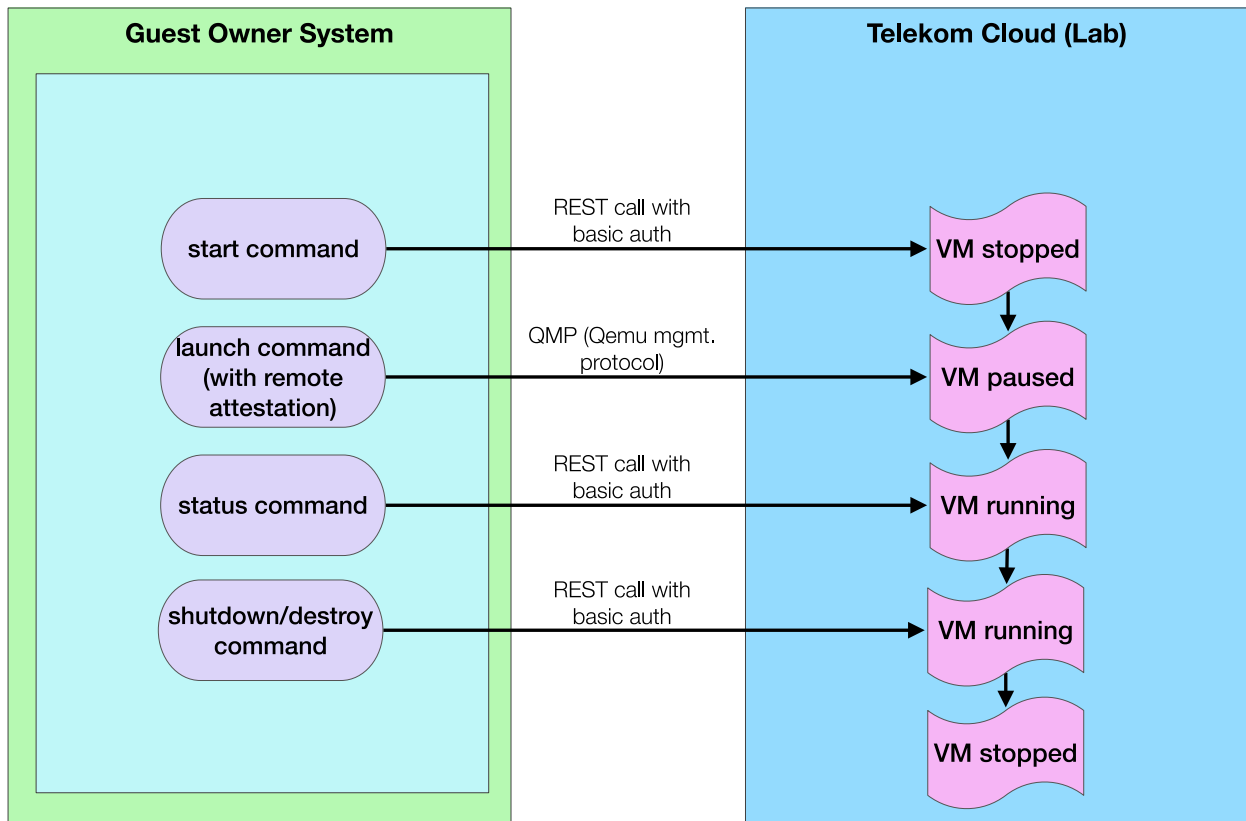 Guest Owner System
Telekom Cloud (Lab)
start command
REST call with
basic auth
VM stopped
launch command
(with remote
attestation)
QMP (Qemu mgmt.
protocol)
VM paused
status command
REST call with
basic auth
VM running
shutdown/destroy
command
REST call with
basic auth
VM running
VM stopped